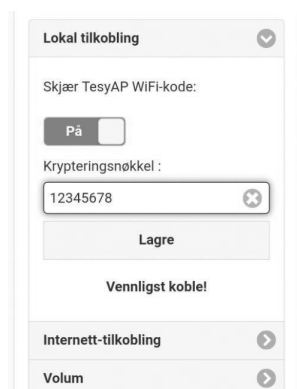 Lokal tilkobling
Skjær TesyAP WiFi-kode:
På
Krypteringsnøkkel :
12345678
Lagre
Vennligst koble!
Internett-tilkobling
Volum